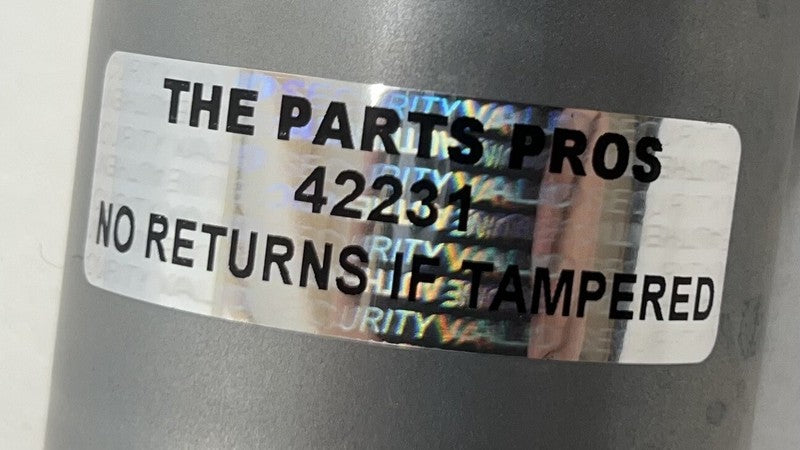 THE PARTS PROS
42231
NO RETURNS IF TAMPERED